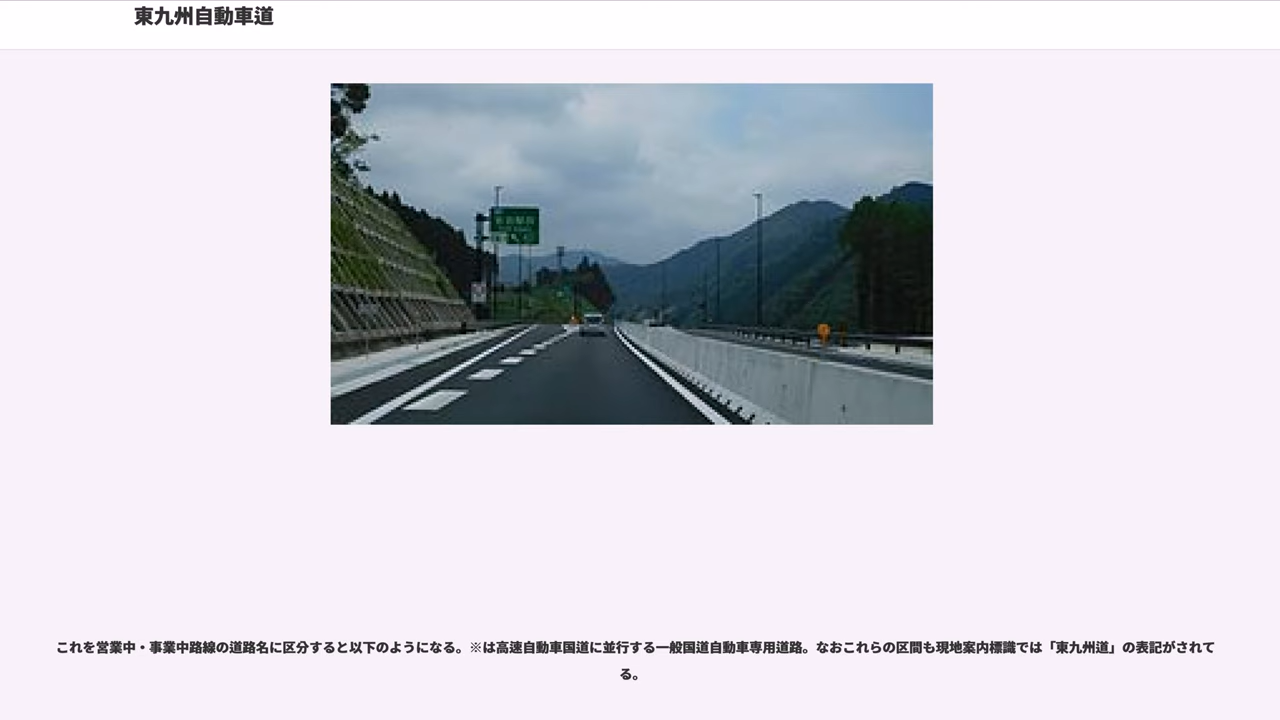 東九州自動車道
これを営業中・事業中路線の道路名に区分すると以下のようになる。※は高速自動車国道に並行する一般国道自動車専用道路。なおこれらの区間も現地案内標識では「東九州道」の表記がされて
る。